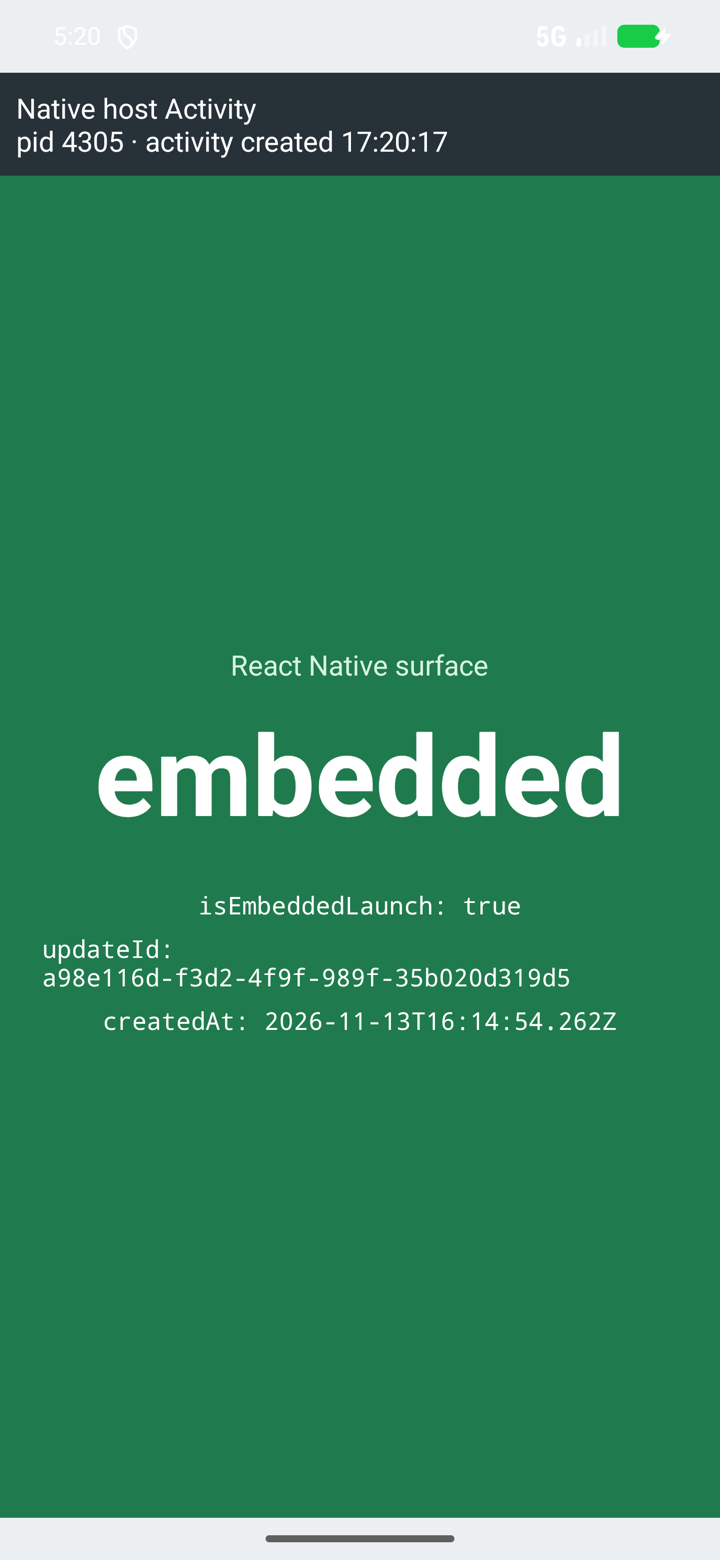 5:20
5G
Native host Activity
pid 4305 · activity created 17:20:17
React Native surface
embedded
isEmbeddedLaunch: true
updateId:
a98e116d-f3d2-4f9f-989f-35b020d319d5
createdAt: 2026-11-13T16:14:54.262Z